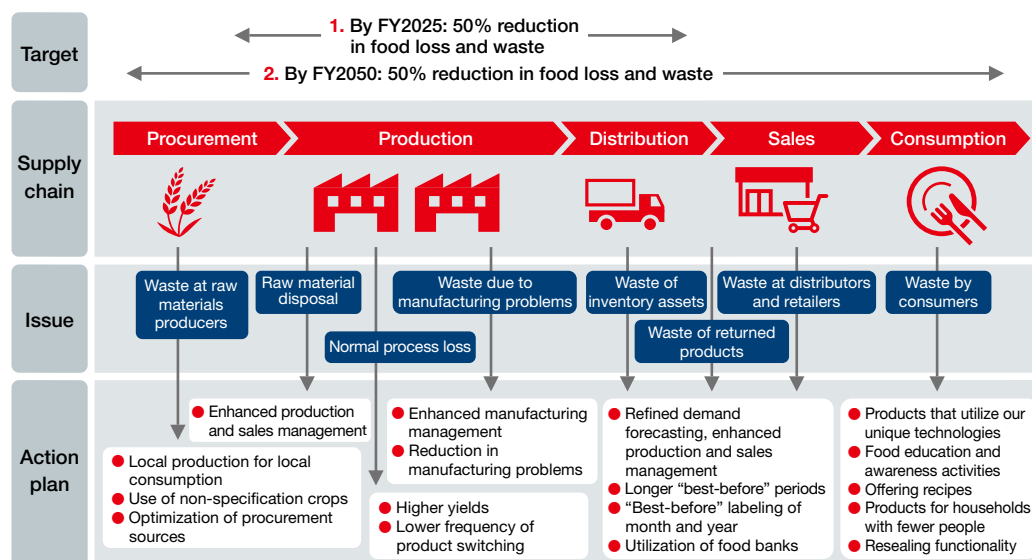 Target
1. By FY2025: 50% reduction
in food loss and waste
2. By FY2050: 50% reduction in food loss and waste
Supply
chain
Procurement
Production
Distribution
Sales
Consumption
Issue
Waste at raw
materials
producers
Raw material
disposal
Normal process loss
Waste due to
manufacturing problems
Waste of
inventory assets
Waste of returned
products
Waste at distributors
and retailers
Waste by
consumers
Action
plan
Enhanced production
and sales management
Local production for local
consumption
Use of non-specification crops
Optimization of procurement
sources
Enhanced manufacturing
management
Reduction in
manufacturing problems
Higher yields
Lower frequency of
product switching
Refined demand
forecasting, enhanced
production and sales
management
Longer “best-before” periods
“Best-before” labeling of
month and year
Utilization of food banks
Products that utilize our
unique technologies
Food education and
awareness activities
Offering recipes
Products for households
with fewer people
Resealing functionality